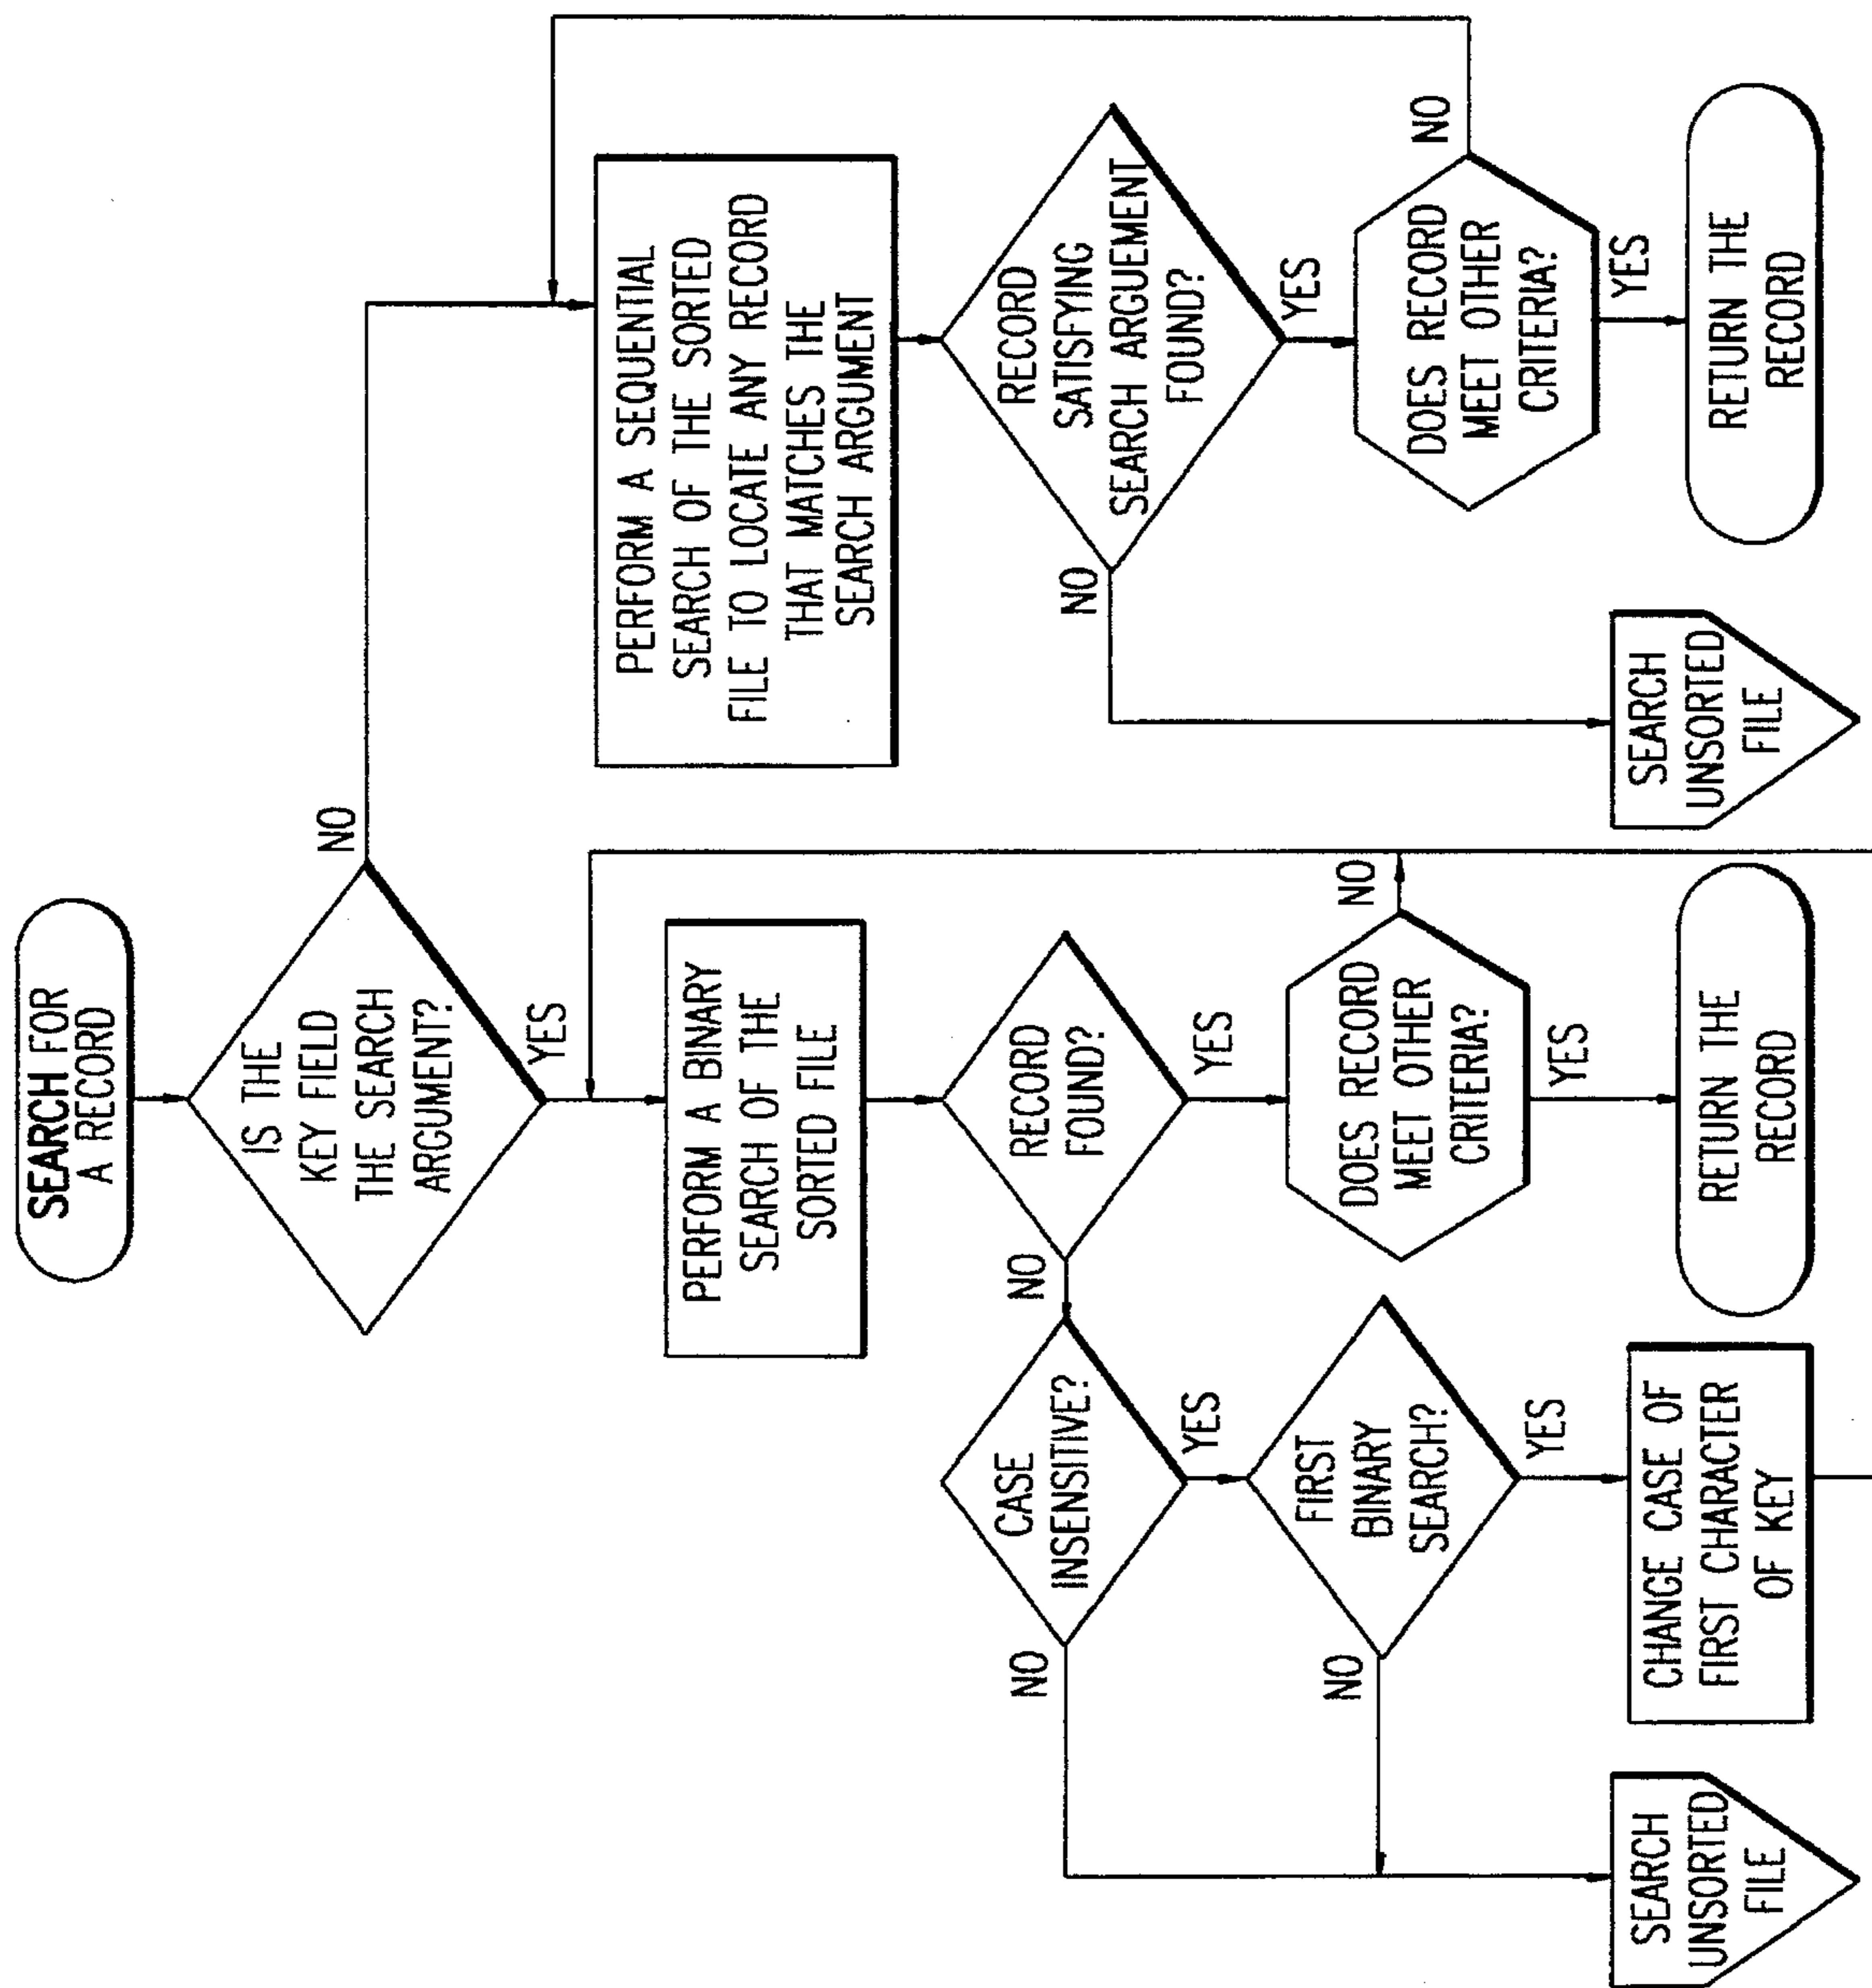 SEARCH FOR
A RECORD
IS THE
KEY FIELD
THE SEARCH
ARGUMENT?
NO
YES
PERFORM A BINARY
SEARCH OF THE
SORTED FILE
RECORD
FOUND?
NO
YES
CASE
INSENSITIVE?
NO
YES
FIRST
BINARY
SEARCH?
NO
YES
CHANGE CASE OF
FIRST CHARACTER
OF KEY
SEARCH
UNSORTED
FILE
DOES RECORD
MEET OTHER
CRITERIA?
NO
YES
RETURN THE
RECORD
PERFORM A SEQUENTIAL
SEARCH OF THE SORTED
FILE TO LOCATE ANY RECORD
THAT MATCHES THE
SEARCH ARGUMENT
RECORD
SATISFYING
SEARCH ARGUEMENT
FOUND?
NO
YES
SEARCH
UNSORTED
FILE
DOES RECORD
MEET OTHER
CRITERIA?
NO
YES
RETURN THE
RECORD